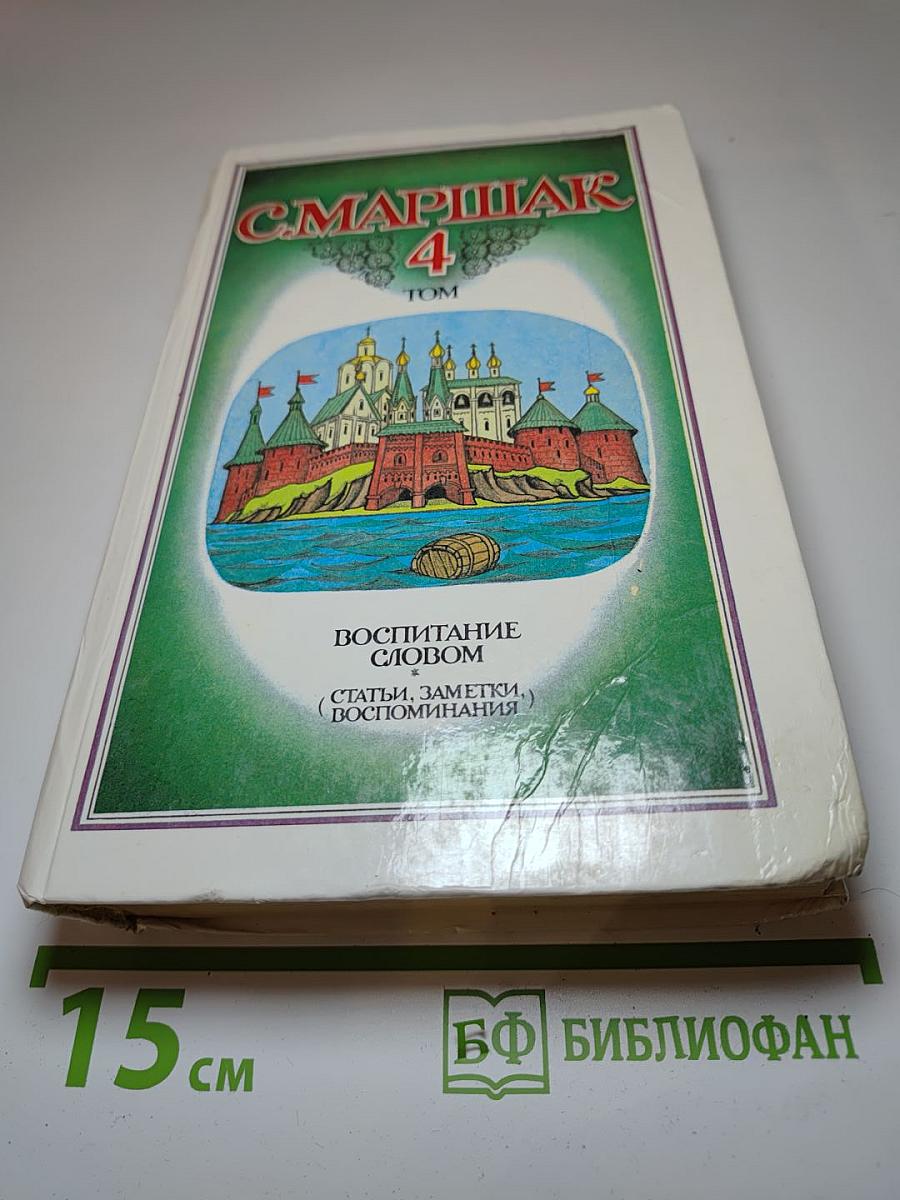 С. МАРШАК
4
ТОМ
ВОСПИТАНИЕ
СЛОВОМ
*
(СТАТЬИ, ЗАМЕТКИ,
ВОСПОМИНАНИЯ)
15 см
БФ БИБЛИОФАН